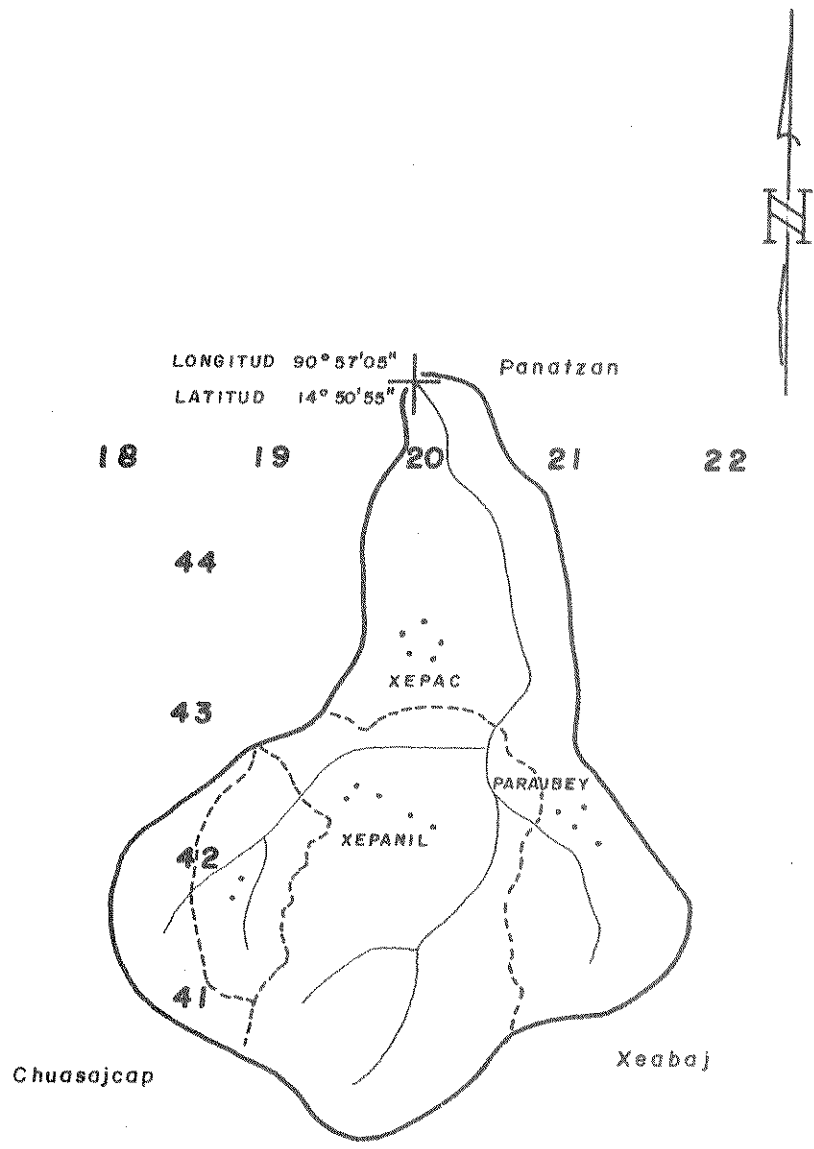 N
LONGITUD 90° 57'05"
Panatzan
LATITUD 14° 50'55"
18 19 20 21 22
44
XEPAC
43
PARAUBEY
XEPANIL
42
41
Xeabaj
Chuasajcap